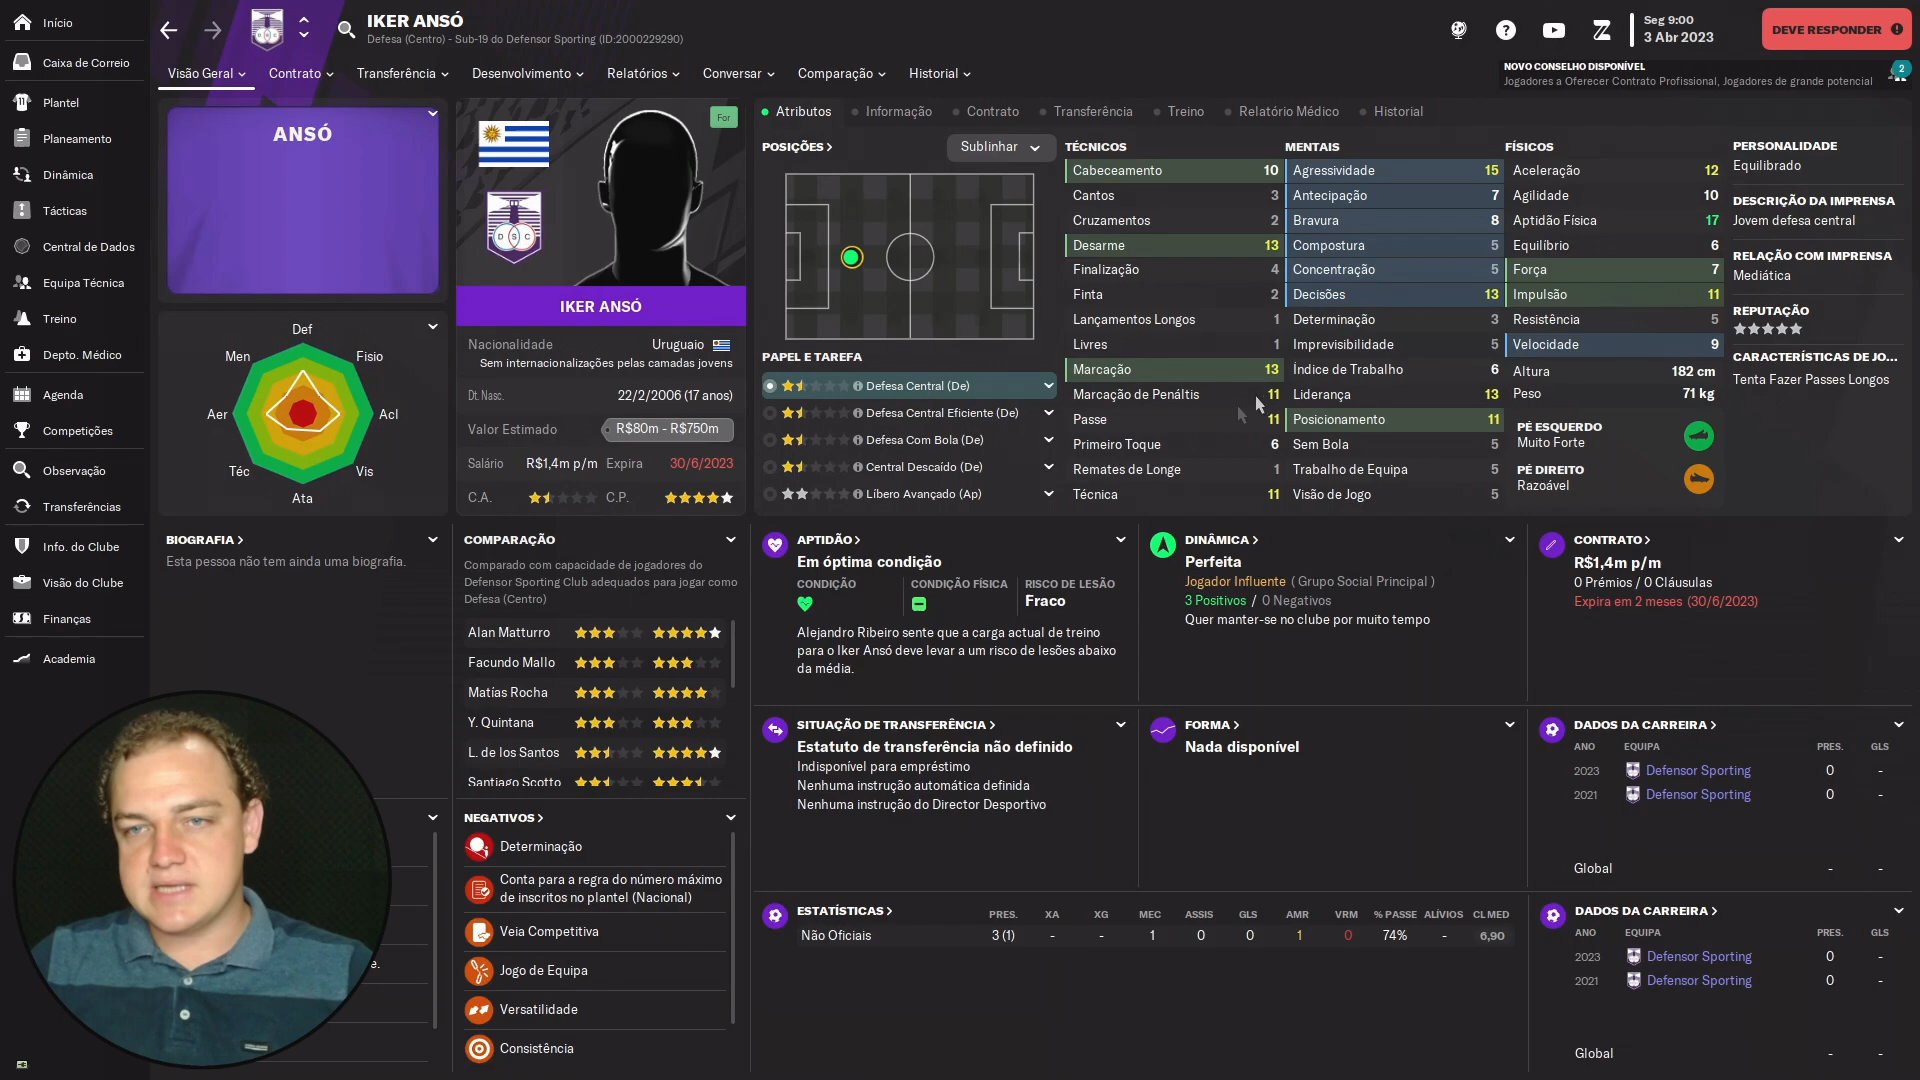 Início
Caixa de Correio
Plantel
Planeamento
Dinâmica
Tácticas
Central de Dados
Equipa Técnica
Treino
Depto. Médico
Agenda
Competições
Observação
Transferências
Info. do Clube
Visão do Clube
Finanças
Academia
IKER ANSÓ
Defesa (Centro) - Sub-19 do Defensor Sporting (ID:2000229290)
Seg 9:00
3 Abr 2023
DEVE RESPONDER
Visão Geral
Contrato
Transferência
Desenvolvimento
Relatórios
Conversar
Comparação
Historial
NOVO CONSELHO DISPONÍVEL
Jogadores a Oferecer Contrato Profissional, Jogadores de grande potencial
2
ANSÓ
Def
Fisio
Acl
Vis
Ata
Téc
Aer
Men
For
DSC
IKER ANSÓ
Nacionalidade Uruguaio
Sem internacionalizações pelas camadas jovens
Dt. Nasc. 22/2/2006 (17 anos)
Valor Estimado R$80m - R$750m
Salário R$1,4m p/m Expira 30/6/2023
C.A. C.P.
Atributos
Informação
Contrato
Transferência
Treino
Relatório Médico
Historial
POSIÇÕES
Sublinhar
PAPEL E TAREFA
Defesa Central (De)
Defesa Central Eficiente (De)
Defesa Com Bola (De)
Central Descaído (De)
Líbero Avançado (Ap)
TÉCNICOS
Cabeceamento 10
Cantos 3
Cruzamentos 2
Desarme 13
Finalização 4
Finta 2
Lançamentos Longos 1
Livres 1
Marcação 13
Marcação de Penáltis 11
Passe 11
Primeiro Toque 6
Remates de Longe 1
Técnica 11
MENTAIS
Agressividade 15
Antecipação 7
Bravura 8
Compostura 5
Concentração 5
Decisões 13
Determinação 3
Imprevisibilidade 5
Índice de Trabalho 6
Liderança 13
Posicionamento 11
Sem Bola 5
Trabalho de Equipa 5
Visão de Jogo 5
FÍSICOS
Aceleração 12
Agilidade 10
Aptidão Física 17
Equilíbrio 6
Força 7
Impulsão 11
Resistência 5
Velocidade 9
Altura 182 cm
Peso 71 kg
PÉ ESQUERDO
Muito Forte
PÉ DIREITO
Razoável
PERSONALIDADE
Equilibrado
DESCRIÇÃO DA IMPRENSA
Jovem defesa central
RELAÇÃO COM IMPRENSA
Mediática
REPUTAÇÃO
CARACTERÍSTICAS DE JO...
Tenta Fazer Passes Longos
BIOGRAFIA
Esta pessoa não tem ainda uma biografia.
COMPARAÇÃO
Comparado com capacidade de jogadores do
Defensor Sporting Club adequados para jogar como
Defesa (Centro)
Alan Matturro
Facundo Mallo
Matías Rocha
Y. Quintana
L. de los Santos
Santiago Scotto
NEGATIVOS
Determinação
Conta para a regra do número máximo
de inscritos no plantel (Nacional)
Veia Competitiva
Jogo de Equipa
Versatilidade
Consistência
e.
APTIDÃO
Em óptima condição
CONDIÇÃO
CONDIÇÃO FÍSICA
RISCO DE LESÃO
Fraco
Alejandro Ribeiro sente que a carga actual de treino
para o Iker Ansó deve levar a um risco de lesões abaixo
da média.
DINÂMICA
Perfeita
Jogador Influente ( Grupo Social Principal )
3 Positivos / 0 Negativos
Quer manter-se no clube por muito tempo
CONTRATO
R$1,4m p/m
0 Prémios / 0 Cláusulas
Expira em 2 meses (30/6/2023)
SITUAÇÃO DE TRANSFERÊNCIA
Estatuto de transferência não definido
Indisponível para empréstimo
Nenhuma instrução automática definida
Nenhuma instrução do Director Desportivo
FORMA
Nada disponível
DADOS DA CARREIRA
ANO EQUIPA PRES. GLS
2023 Defensor Sporting 0 -
2021 Defensor Sporting 0 -
Global - -
ESTATÍSTICAS PRES. XA XG MEC ASSIS GLS AMR VRM % PASSE ALÍVIOS CL MED
Não Oficiais 3 (1) - - 1 0 0 1 0 74% - 6,90
DADOS DA CARREIRA
ANO EQUIPA PRES. GLS
2023 Defensor Sporting 0 -
2021 Defensor Sporting 0 -
Global - -